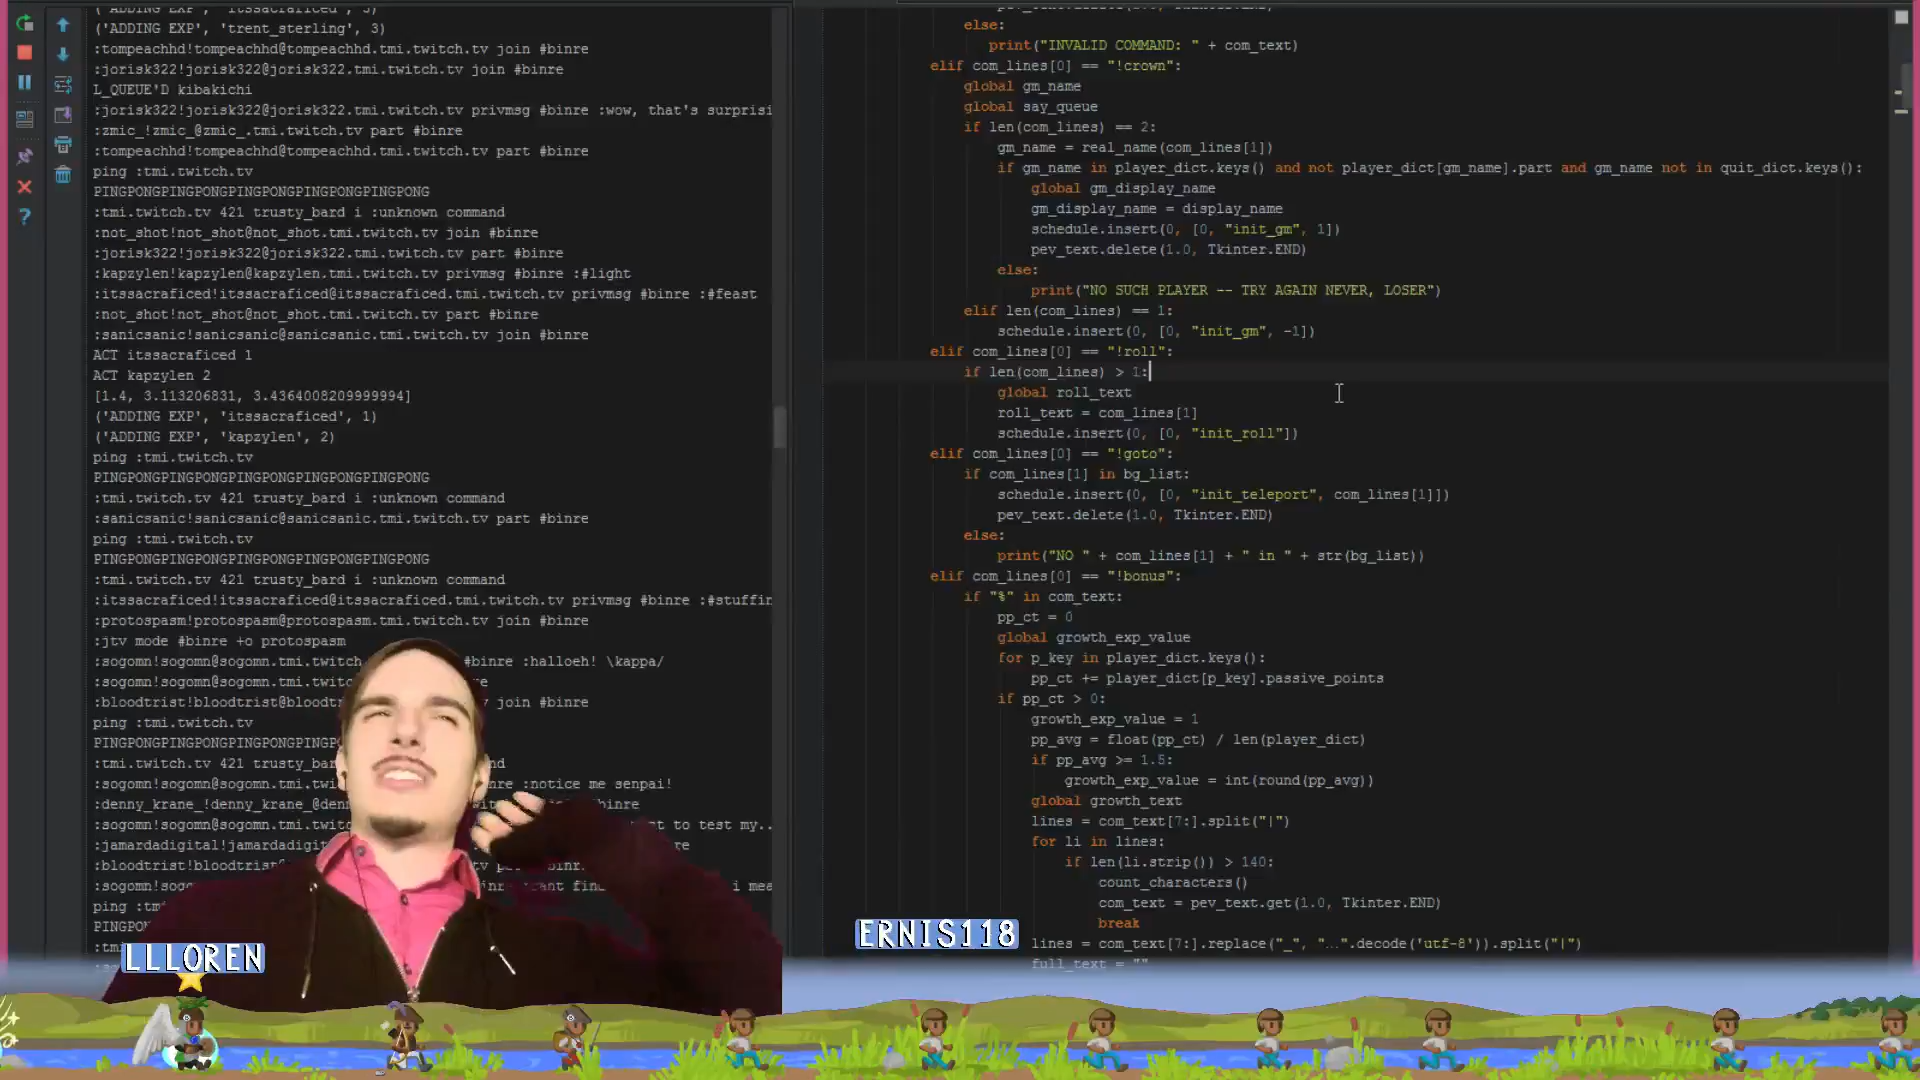 ('ADDING EXP', 'itssacraficed', 3)
('ADDING EXP', 'trent_sterling', 3)
:tompeachhd!tompeachhd@tompeachhd.tmi.twitch.tv join #binre
:jorisk322!jorisk322@jorisk322.tmi.twitch.tv join #binre
L_QUEUE'D kibakichi
:jorisk322!jorisk322@jorisk322.tmi.twitch.tv privmsg #binre :wow, that's surprisi
:zmic_!zmic_@zmic_.tmi.twitch.tv part #binre
:tompeachhd!tompeachhd@tompeachhd.tmi.twitch.tv part #binre
ping :tmi.twitch.tv
PINGPONGPINGPONGPINGPONGPINGPONGPINGPONG
:tmi.twitch.tv 421 trusty_bard i :unknown command
:not_shot!not_shot@not_shot.tmi.twitch.tv join #binre
:jorisk322!jorisk322@jorisk322.tmi.twitch.tv part #binre
:kapzylen!kapzylen@kapzylen.tmi.twitch.tv privmsg #binre :#light
:itssacraficed!itssacraficed@itssacraficed.tmi.twitch.tv privmsg #binre :#feast
:not_shot!not_shot@not_shot.tmi.twitch.tv part #binre
:sanicsanic!sanicsanic@sanicsanic.tmi.twitch.tv join #binre
ACT itssacraficed 1
ACT kapzylen 2
[1.4, 3.113206831, 3.4364008209999994]
('ADDING EXP', 'itssacraficed', 1)
('ADDING EXP', 'kapzylen', 2)
ping :tmi.twitch.tv
PINGPONGPINGPONGPINGPONGPINGPONGPINGPONG
:tmi.twitch.tv 421 trusty_bard i :unknown command
:sanicsanic!sanicsanic@sanicsanic.tmi.twitch.tv part #binre
ping :tmi.twitch.tv
PINGPONGPINGPONGPINGPONGPINGPONGPINGPONG
:tmi.twitch.tv 421 trusty_bard i :unknown command
:itssacraficed!itssacraficed@itssacraficed.tmi.twitch.tv privmsg #binre :#stuffin
:protospasm!protospasm@protospasm.tmi.twitch.tv join #binre
:jtv mode #binre +o protospasm
:sogomn!sogomn@sogomn.tmi.twitch. #binre :halloeh! \kappa/
:sogomn!sogomn@sogomn.tmi.twit re
:bloodtrist!bloodtrist@bloodt join #binre
ping :tmi.twitch.tv
PINGPONGPINGPONGPINGPONGPINGP
:tmi.twitch.tv 421 trusty_bar nd
:sogomn!sogomn@sogomn.tmi.twi nre :notice me senpai!
:denny_krane_!denny_krane_@denn binre
:sogomn!sogomn@sogomn.tmi.twitc t to test my..
:jamardadigital!jamardadigit re
:bloodtrist!bloodtrist
:sogomn!sogo i mea
ping :tm
PINGPO
:tm
else:
print("INVALID COMMAND: " + com_text)
elif com_lines[0] == "!crown":
global gm_name
global say_queue
if len(com_lines) == 2:
gm_name = real_name(com_lines[1])
if gm_name in player_dict.keys() and not player_dict[gm_name].part and gm_name not in quit_dict.keys():
global gm_display_name
gm_display_name = display_name
schedule.insert(0, [0, "init_gm", 1])
pev_text.delete(1.0, Tkinter.END)
else:
print("NO SUCH PLAYER -- TRY AGAIN NEVER, LOSER")
elif len(com_lines) == 1:
schedule.insert(0, [0, "init_gm", -1])
elif com_lines[0] == "!roll":
if len(com_lines) > 1:
global roll_text
roll_text = com_lines[1]
schedule.insert(0, [0, "init_roll"])
elif com_lines[0] == "!goto":
if com_lines[1] in bg_list:
schedule.insert(0, [0, "init_teleport", com_lines[1]])
pev_text.delete(1.0, Tkinter.END)
else:
print("NO " + com_lines[1] + " in " + str(bg_list))
elif com_lines[0] == "!bonus":
if "%" in com_text:
pp_ct = 0
global growth_exp_value
for p_key in player_dict.keys():
pp_ct += player_dict[p_key].passive_points
if pp_ct > 0:
growth_exp_value = 1
pp_avg = float(pp_ct) / len(player_dict)
if pp_avg >= 1.5:
growth_exp_value = int(round(pp_avg))
global growth_text
lines = com_text[7:].split("|")
for li in lines:
if len(li.strip()) > 140:
count_characters()
com_text = pev_text.get(1.0, Tkinter.END)
break
lines = com_text[7:].replace("_", "…".decode('utf-8')).split("|")
full_text = ""
LLLOREN
ERNIS118